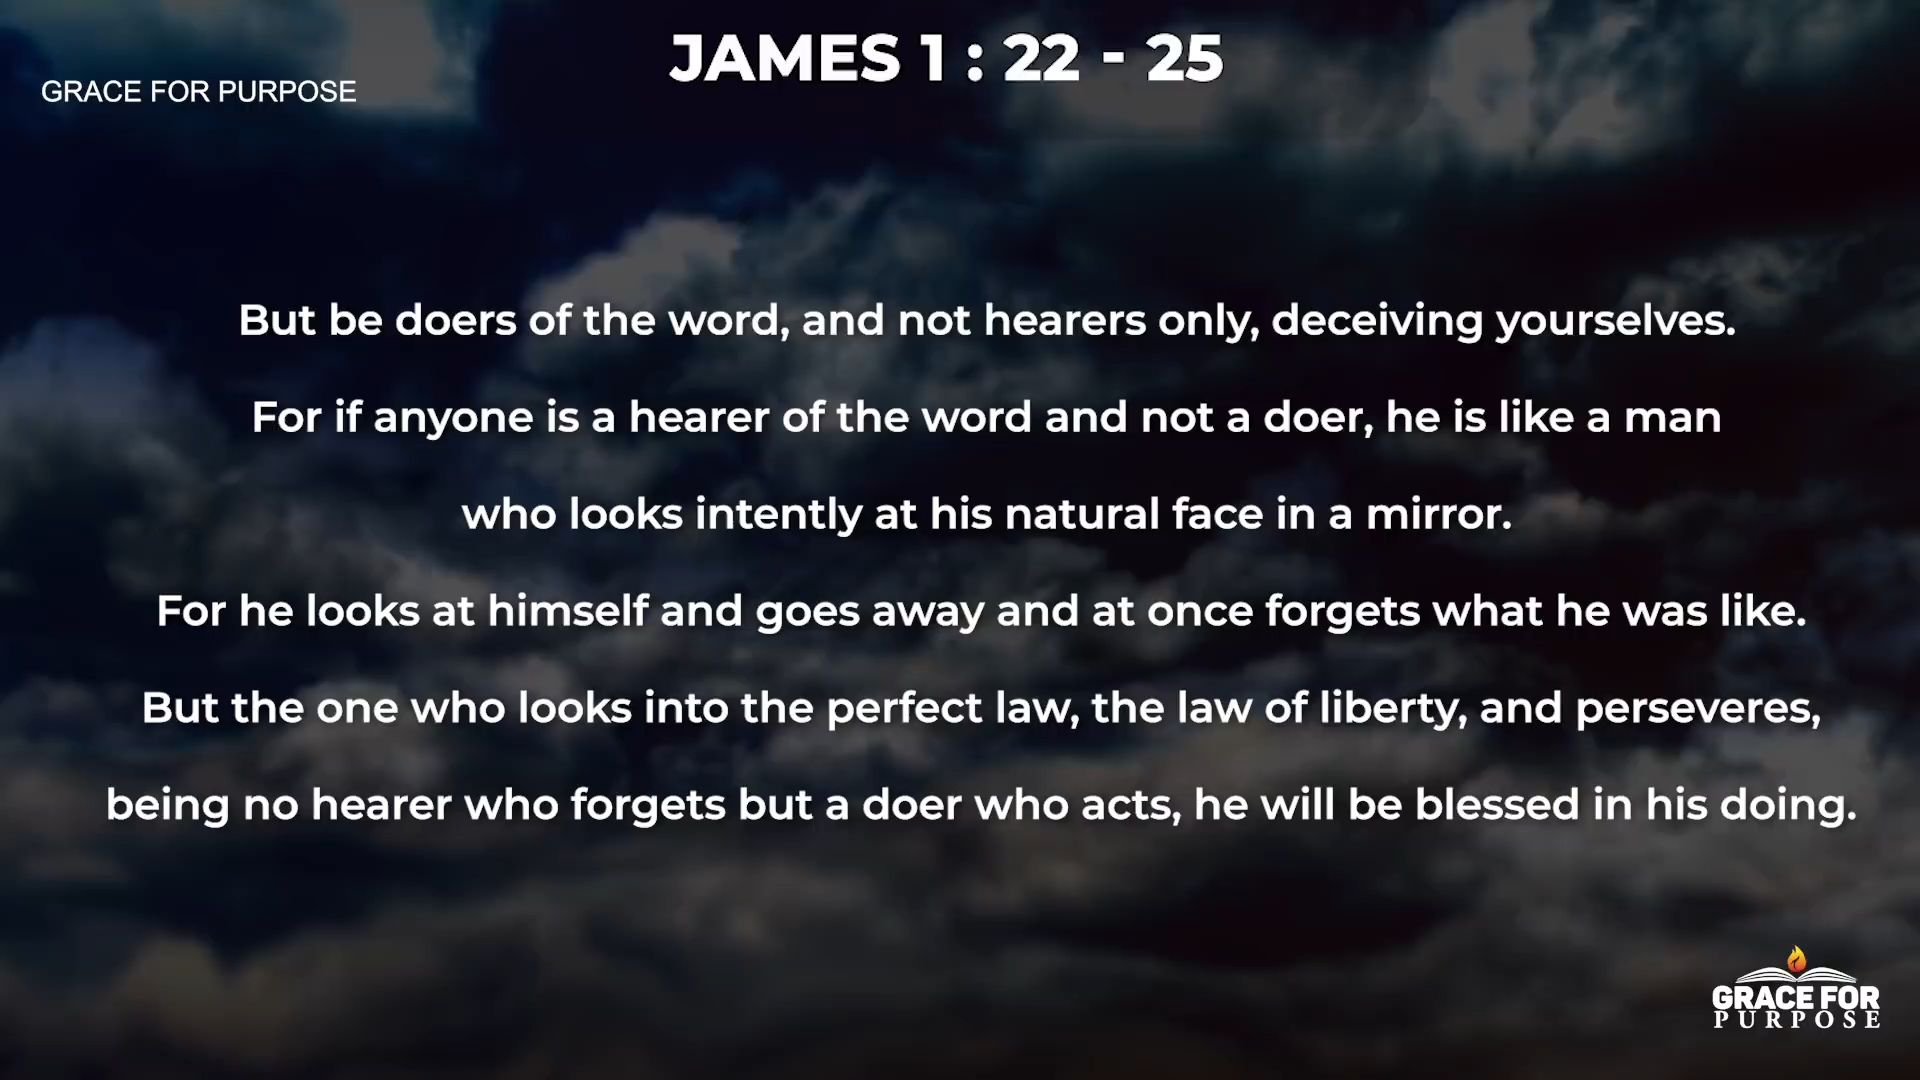 JAMES 1 : 22 - 25
GRACE FOR PURPOSE
But be doers of the word, and not hearers only, deceiving yourselves.
For if anyone is a hearer of the word and not a doer, he is like a man
who looks intently at his natural face in a mirror.
For he looks at himself and goes away and at once forgets what he was like.
But the one who looks into the perfect law, the law of liberty, and perseveres,
being no hearer who forgets but a doer who acts, he will be blessed in his doing.
GRACE FOR
PURPOSE